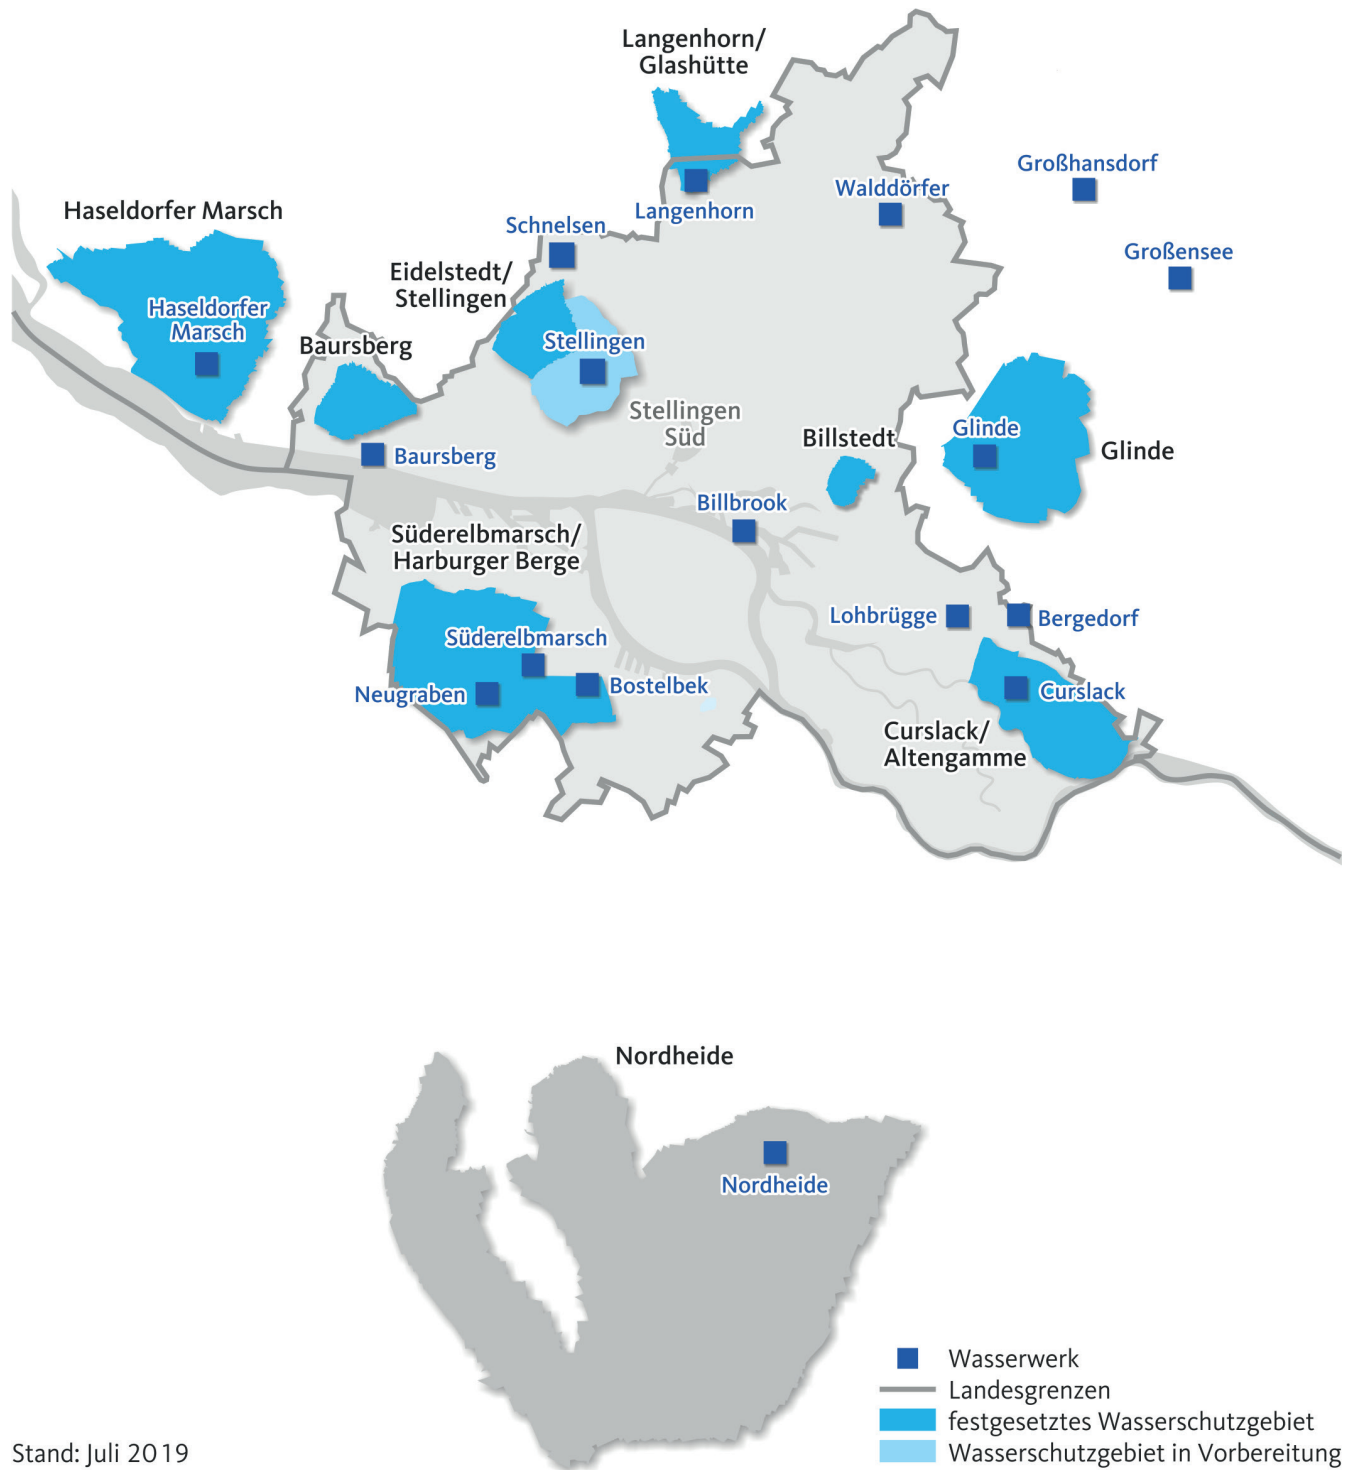 Langenhorn/
Glashütte
Großhansdorf
Walddörfer
Haseldorfer Marsch
Langenhorn
Schnelsen
Großensee
Eidelstedt/
Stellingen
Haseldorfer
Marsch
Baursberg
Stellingen
Stellingen
Süd
Glinde
Billstedt
Glinde
Baursberg
Billbrook
Süderelbmarsch/
Harburger Berge
Lohbrügge
Bergedorf
Süderelbmarsch
Neugraben
Bostelbek
Curslack
Curslack/
Altengamme
Nordheide
Nordheide
Wasserwerk
Landesgrenzen
festgesetztes Wasserschutzgebiet
Wasserschutzgebiet in Vorbereitung
Stand: Juli 2019